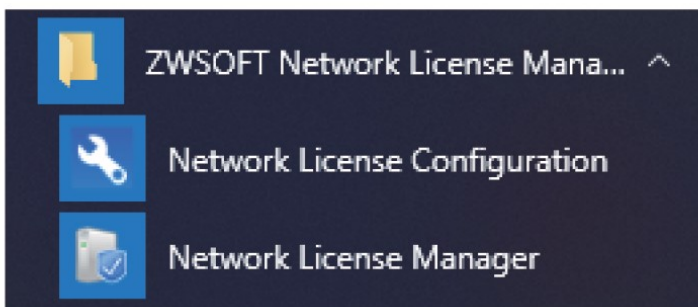 ZWSOFT Network License Mana...
Network License Configuration
Network License Manager